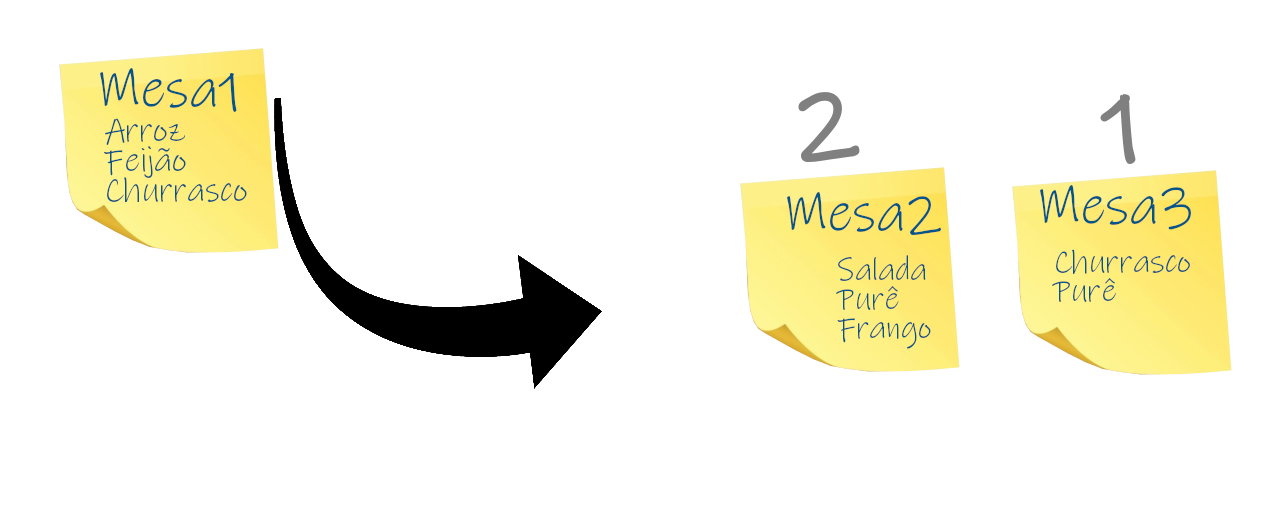 Mesa1
Arroz
Feijão
Churrasco
2
Mesa2
Salada
Purê
Frango
1
Mesa3
Churrasco
Purê